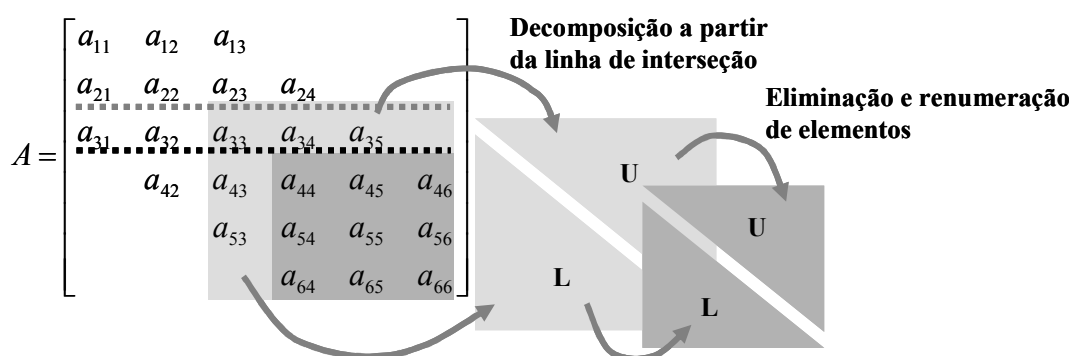 a11 a12 a13
a21 a22 a23 a24
a31 a32 a33 a34 a35
A =
a42 a43 a44 a45 a46
a53 a54 a55 a56
a64 a65 a66
Decomposição a partir
da linha de interseção
Eliminação e renumeração
de elementos
U
L
U
L